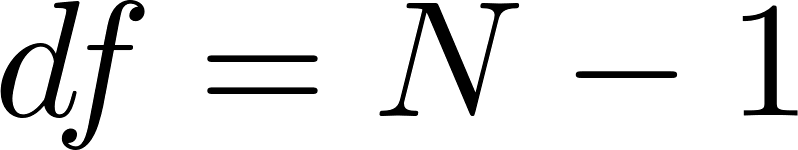 df = N − 1